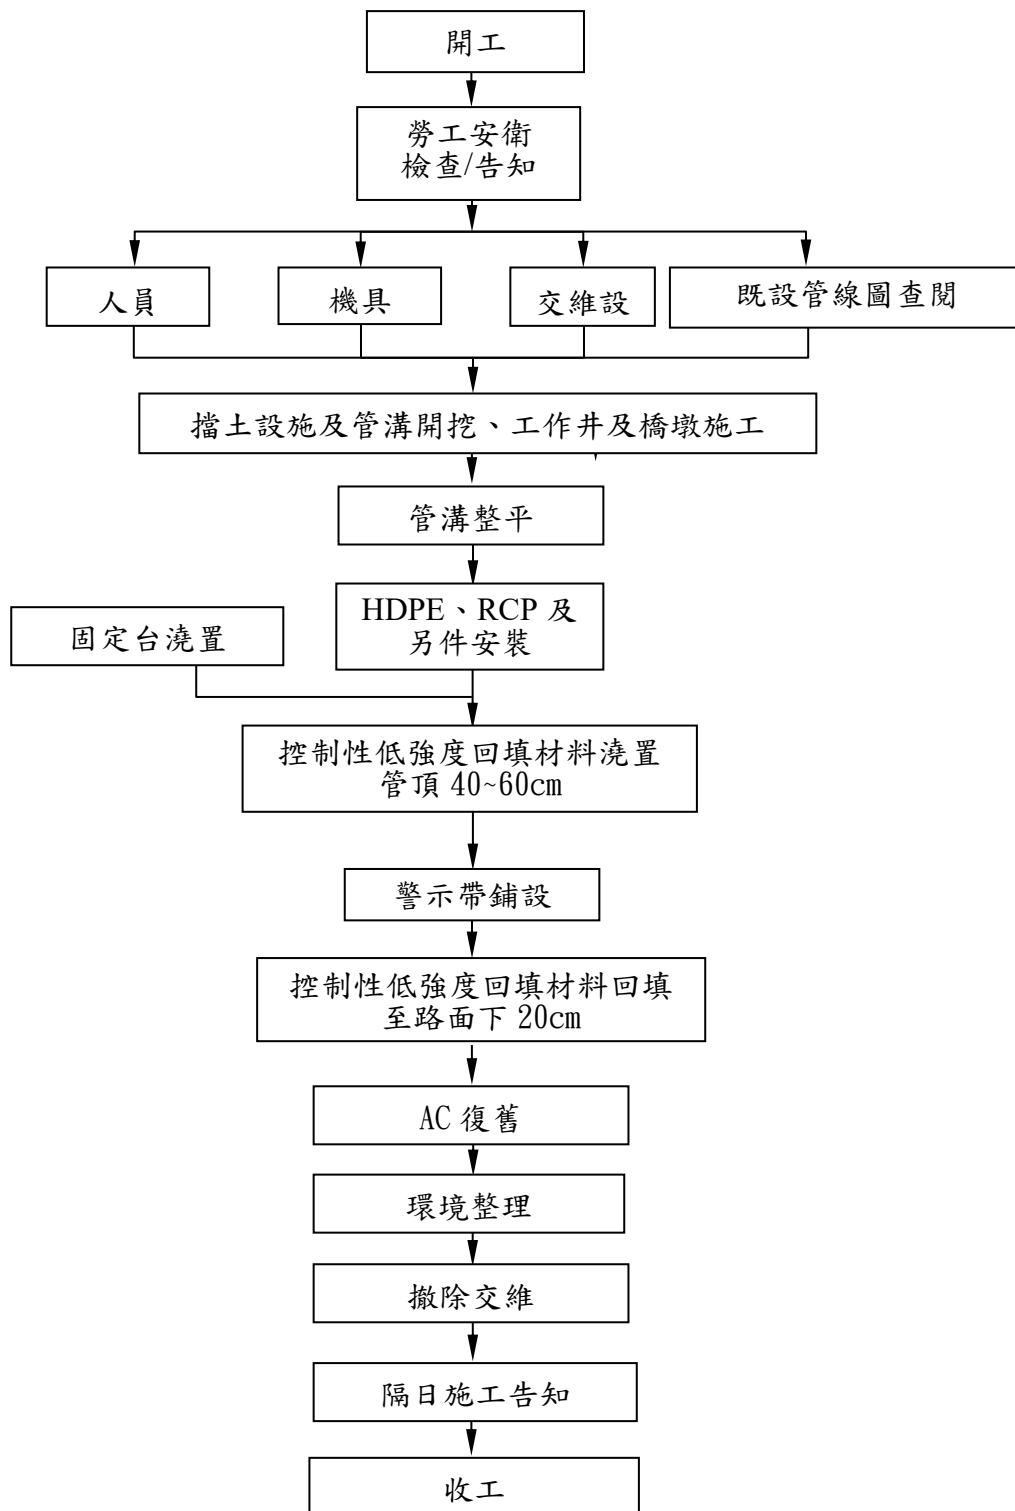 開工
勞工安衛
檢查/告知
人員
機具
交維設
既設管線圖查閱
擋土設施及管溝開挖、工作井及橋墩施工
管溝整平
HDPE、RCP 及
另件安裝
固定台澆置
控制性低強度回填材料澆置
管頂 40~60cm
警示帶鋪設
控制性低強度回填材料回填
至路面下 20cm
AC 復舊
環境整理
撤除交維
隔日施工告知
收工